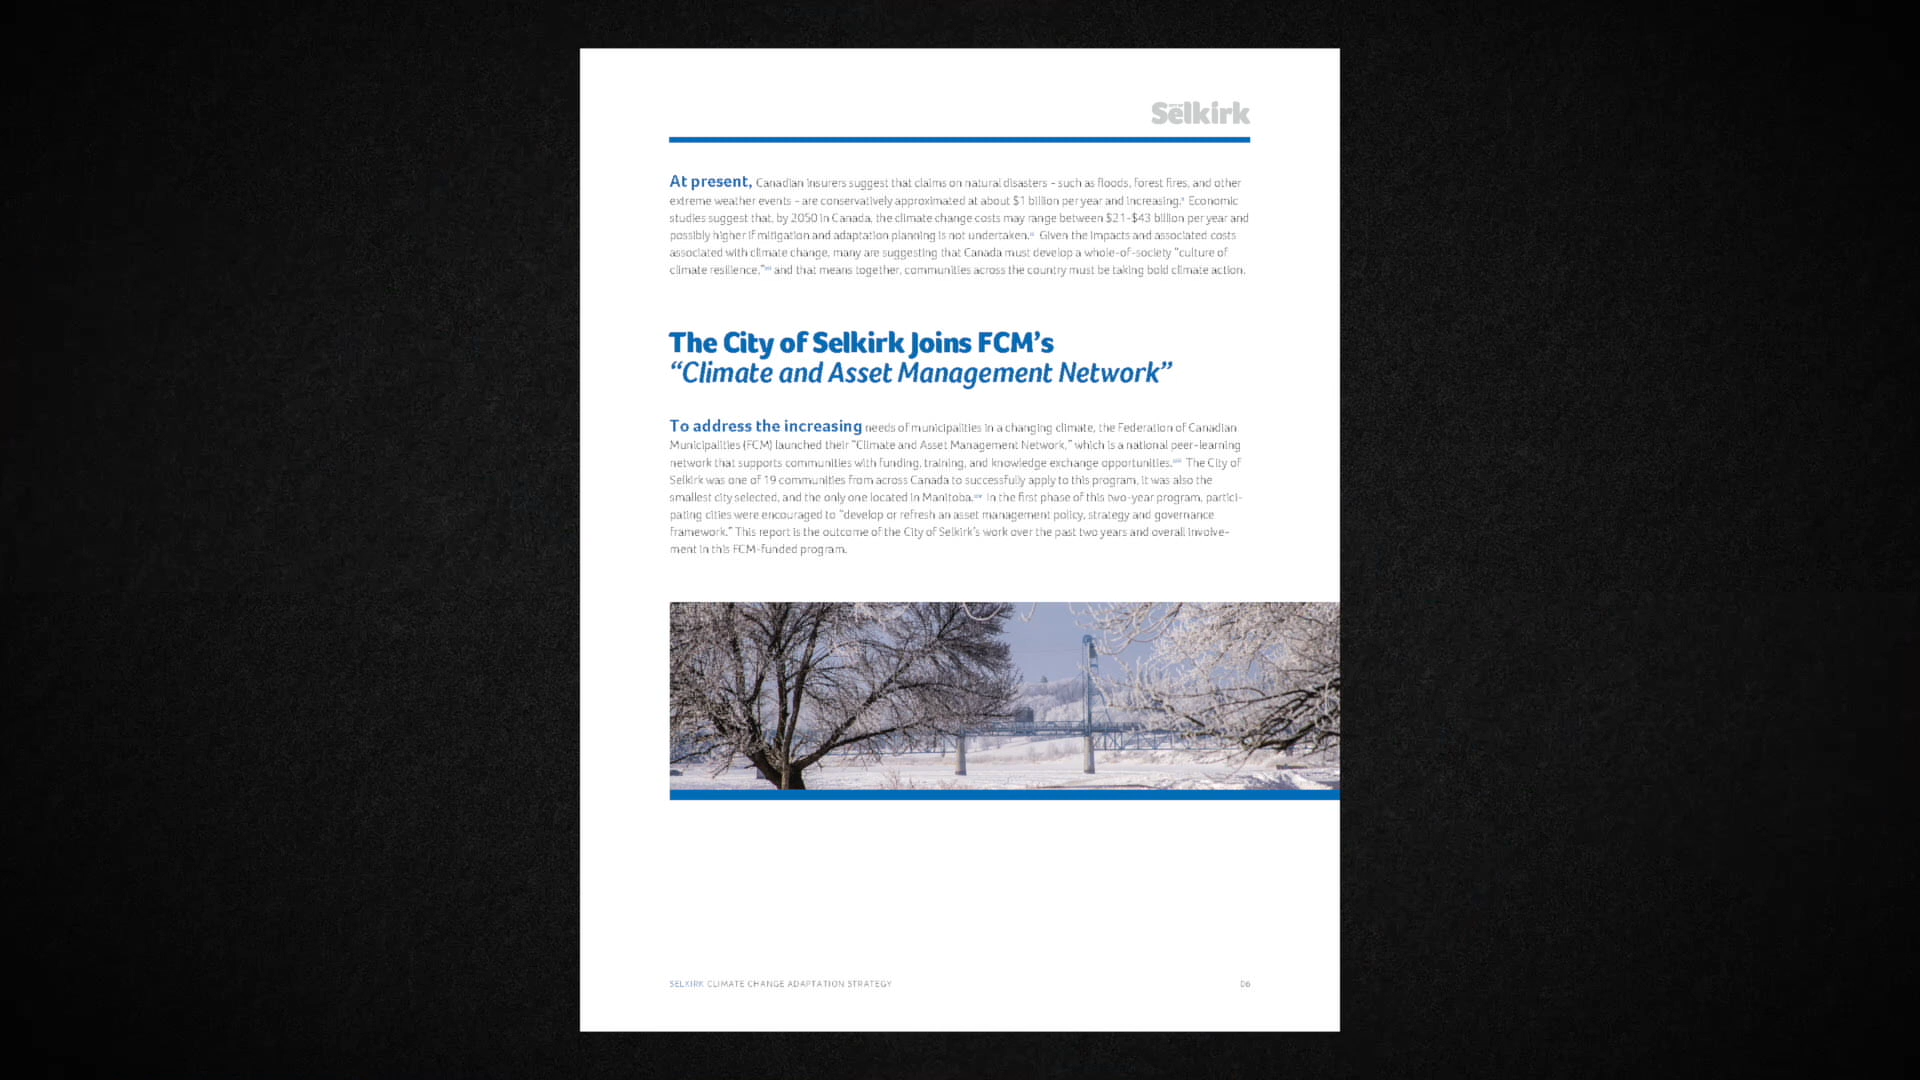 Selkirk
At present, Canadian insurers suggest that claims on natural disasters – such as floods, forest fires, and other
extreme weather events – are conservatively approximated at about $1 billion per year and increasing. Economic
studies suggest that, by 2050 in Canada, the climate change costs may range between $21-$43 billion per year and
possibly higher if mitigation and adaptation planning is not undertaken. Given the impacts and associated costs
associated with climate change, many are suggesting that Canada must develop a whole-of-society “culture of
climate resilience,” and that means together, communities across the country must be taking bold climate action.
The City of Selkirk Joins FCM’s
“Climate and Asset Management Network”
To address the increasing needs of municipalities in a changing climate, the Federation of Canadian
Municipalities (FCM) launched their “Climate and Asset Management Network,” which is a national peer-learning
network that supports communities with funding, training, and knowledge exchange opportunities. The City of
Selkirk was one of 19 communities from across Canada to successfully apply to this program, it was also the
smallest city selected, and the only one located in Manitoba. In the first phase of this two-year program, partici-
pating cities were encouraged to “develop or refresh an asset management policy, strategy and governance
framework.” This report is the outcome of the City of Selkirk’s work over the past two years and overall involve-
ment in this FCM-funded program.
SELKIRK CLIMATE CHANGE ADAPTATION STRATEGY
06